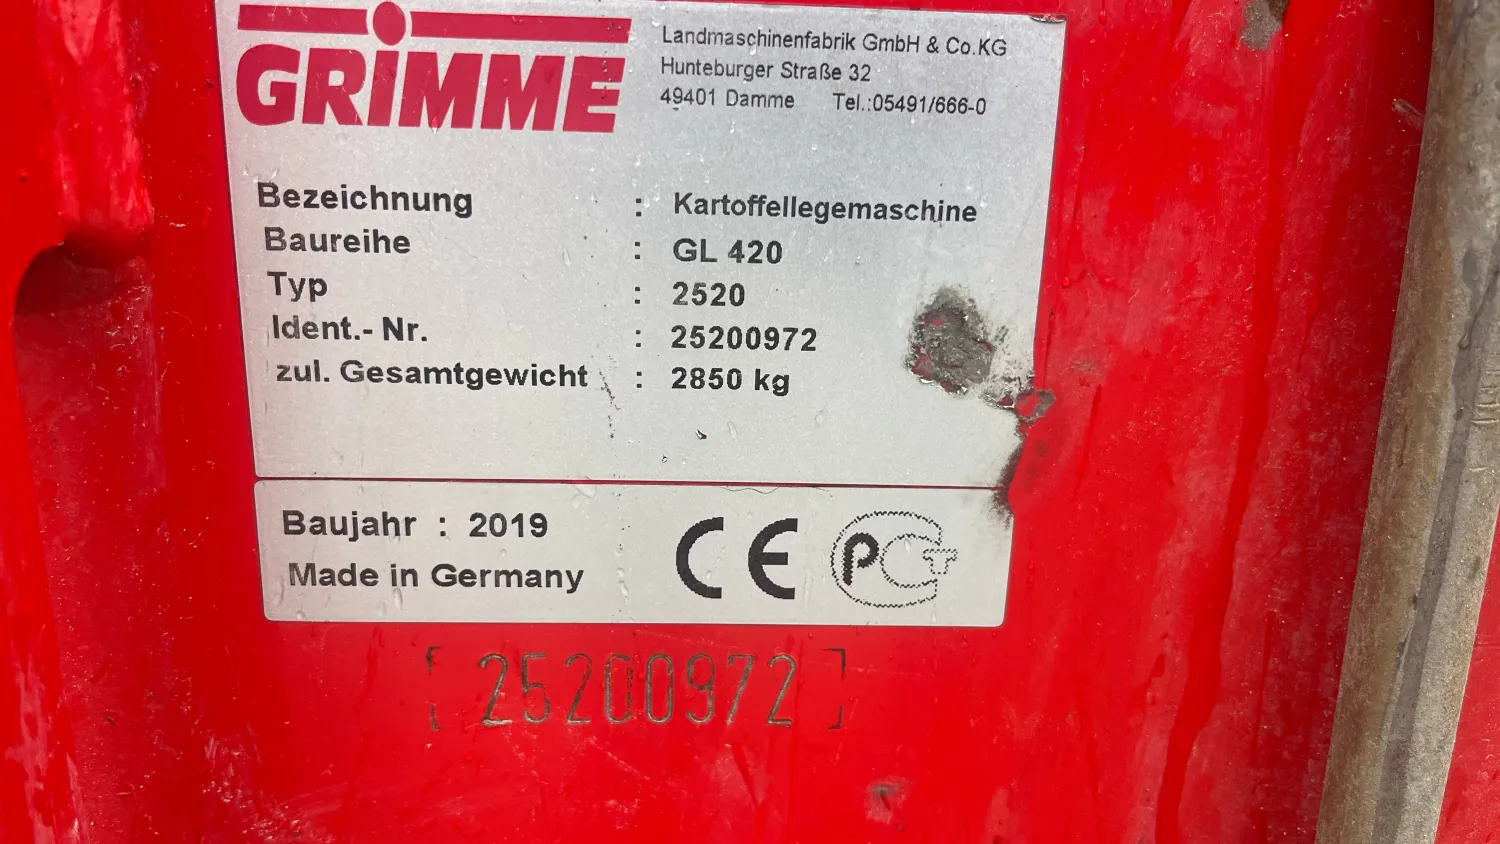 GRIMME
Landmaschinenfabrik GmbH & Co.KG
Hunteburger Straße 32
49401 Damme Tel.:05491/666-0
Bezeichnung : Kartoffellegemaschine
Baureihe : GL 420
Typ : 2520
Ident.- Nr. : 25200972
zul. Gesamtgewicht : 2850 kg
Baujahr : 2019
Made in Germany
CE PCT
[25200972]